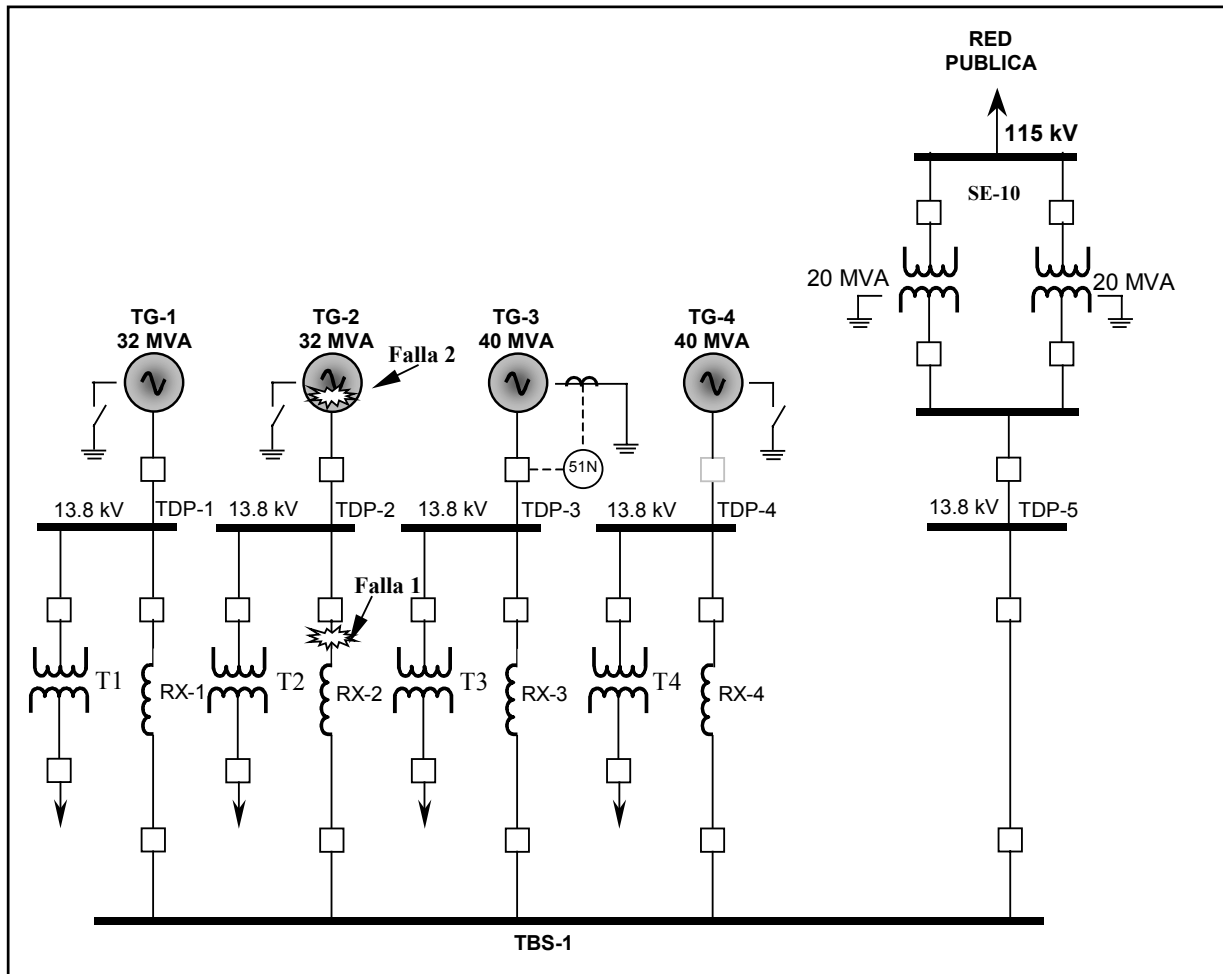 RED
PUBLICA
115 kV
SE-10
20 MVA
20 MVA
TG-1
32 MVA
TG-2
32 MVA
TG-3
40 MVA
TG-4
40 MVA
Falla 2
51N
13.8 kV
TDP-1
13.8 kV
TDP-2
13.8 kV
TDP-3
13.8 kV
TDP-4
13.8 kV
TDP-5
Falla 1
T1
RX-1
T2
RX-2
T3
RX-3
T4
RX-4
TBS-1